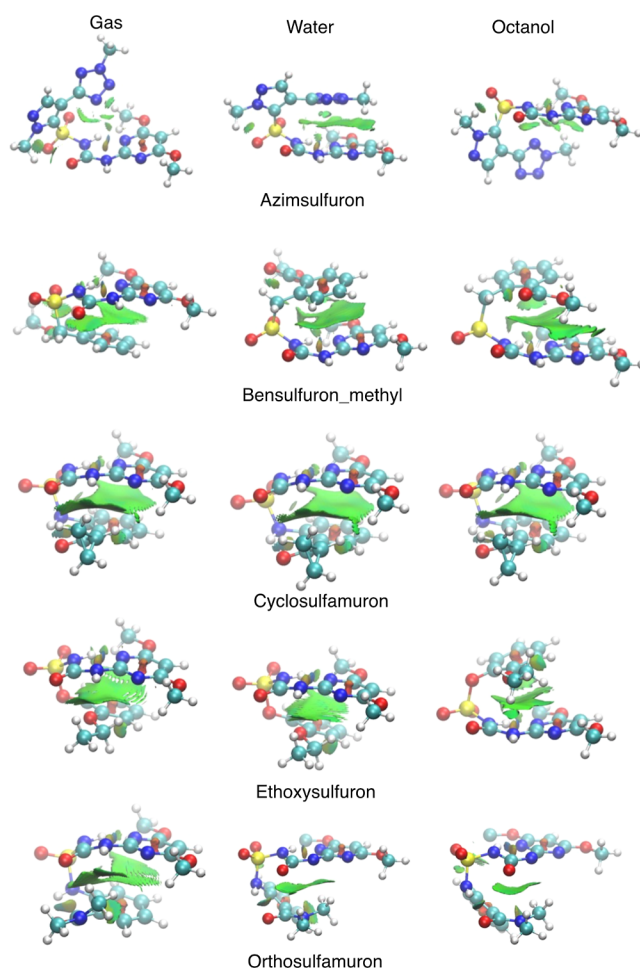 Gas Water Octanol
Azimsulfuron
Bensulfuron_methyl
Cyclosulfamuron
Ethoxysulfuron
Orthosulfamuron